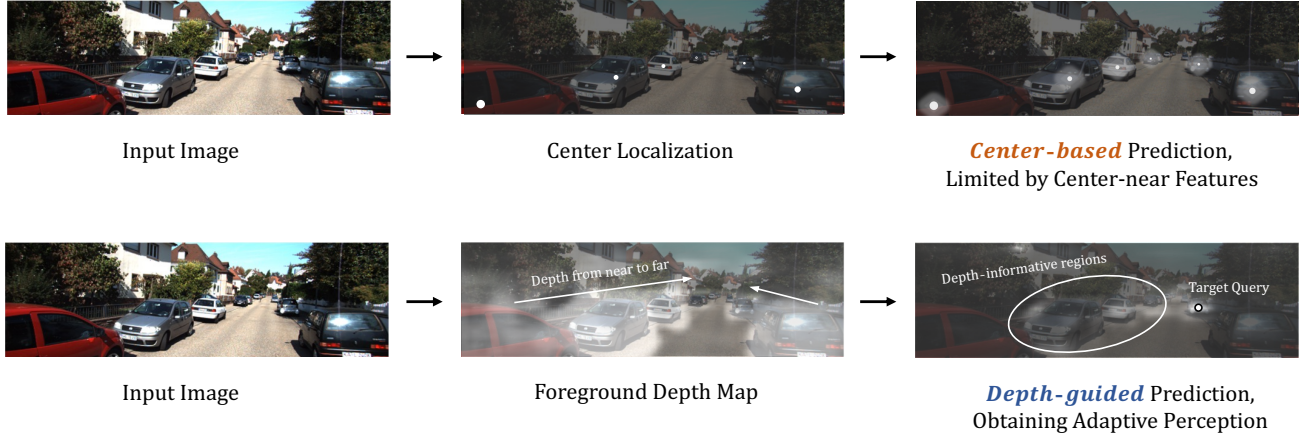 Input Image
Center Localization
Center-based Prediction,
Limited by Center-near Features
Depth from near to far
Depth-informative regions
Target Query
Input Image
Foreground Depth Map
Depth-guided Prediction,
Obtaining Adaptive Perception